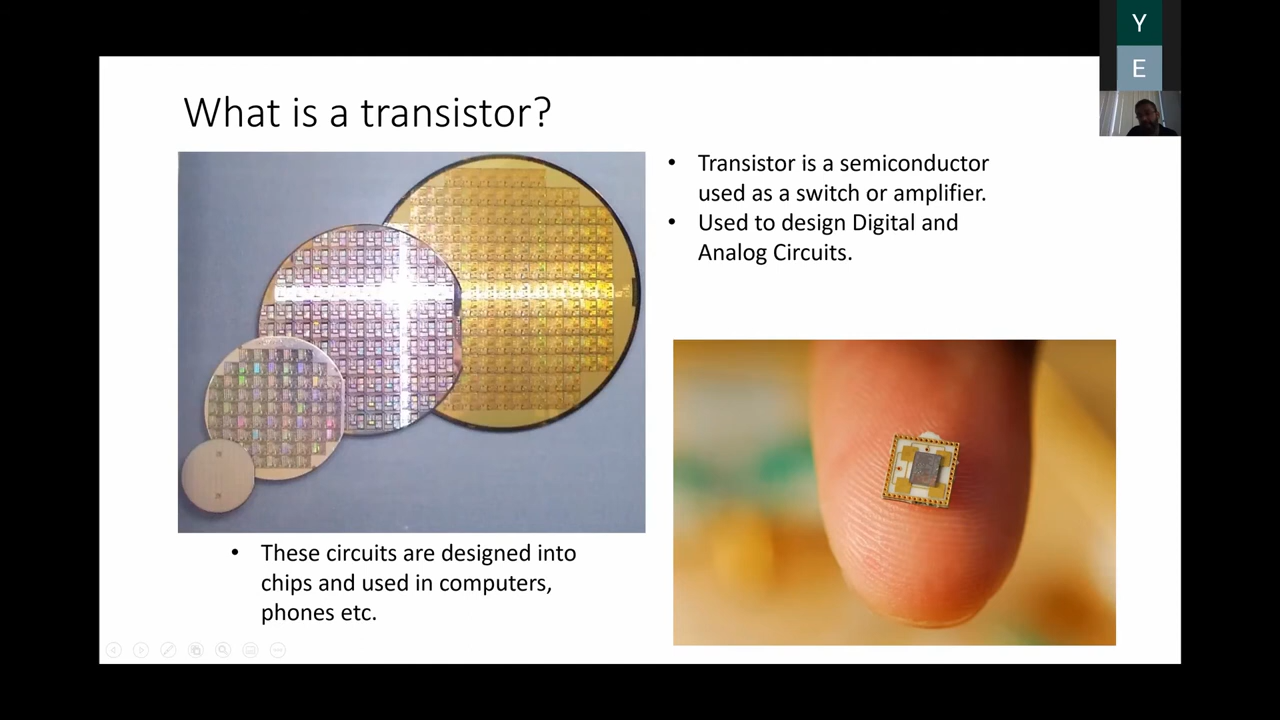 Y
E
What is a transistor?
• Transistor is a semiconductor
used as a switch or amplifier.
• Used to design Digital and
Analog Circuits.
• These circuits are designed into
chips and used in computers,
phones etc.